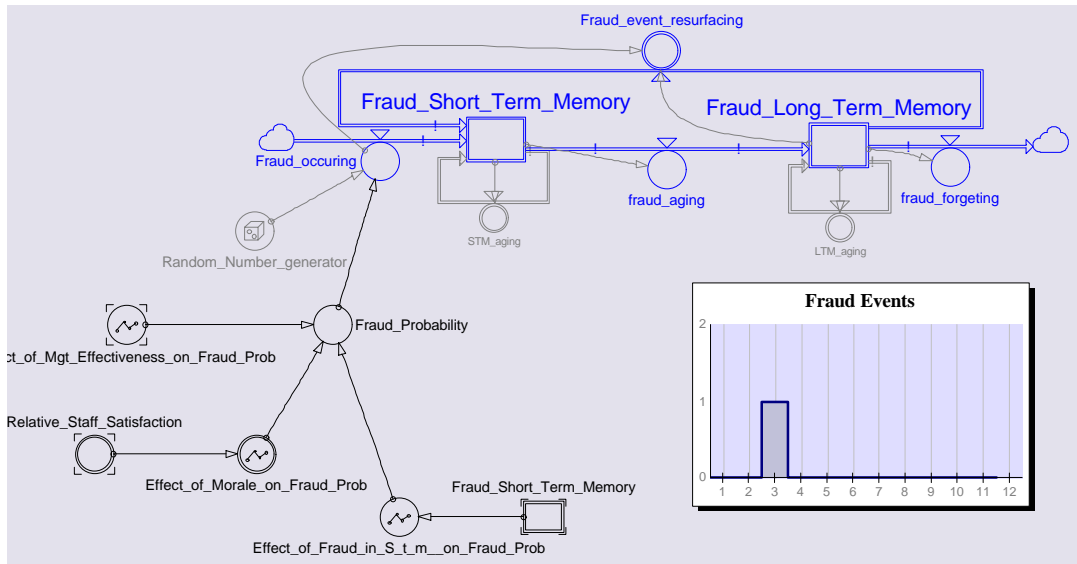 Fraud_event_resurfacing
Fraud_Short_Term_Memory
Fraud_Long_Term_Memory
Fraud_occuring
!
!
!
!
fraud_aging
fraud_forgeting
STM_aging
LTM_aging
Random_Number_generator
Fraud_Probability
ct_of_Mgt_Effectiveness_on_Fraud_Prob
Relative_Staff_Satisfaction
Effect_of_Morale_on_Fraud_Prob
Fraud_Short_Term_Memory
Effect_of_Fraud_in_S_t_m__on_Fraud_Prob
Fraud Events
2
1
0
1 2 3 4 5 6 7 8 9 10 11 12